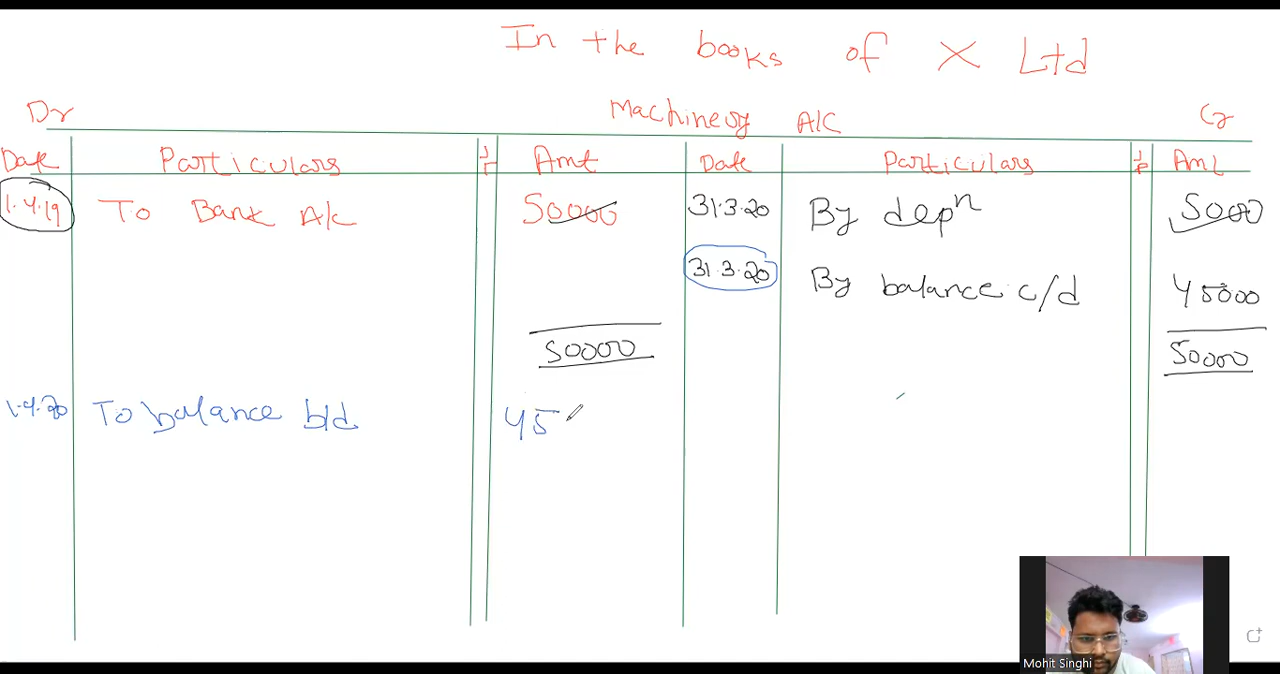 In the books of X Ltd
Dr Machinery A/C Cr
Date Particulars Amt Date Particulars Amt
1.4.19 To Bank A/c 50000 31.3.20 By depn 5000
31.3.20 By balance c/d 45000
50000 50000
1.4.20 To balance b/d 45
Mohit Singhi